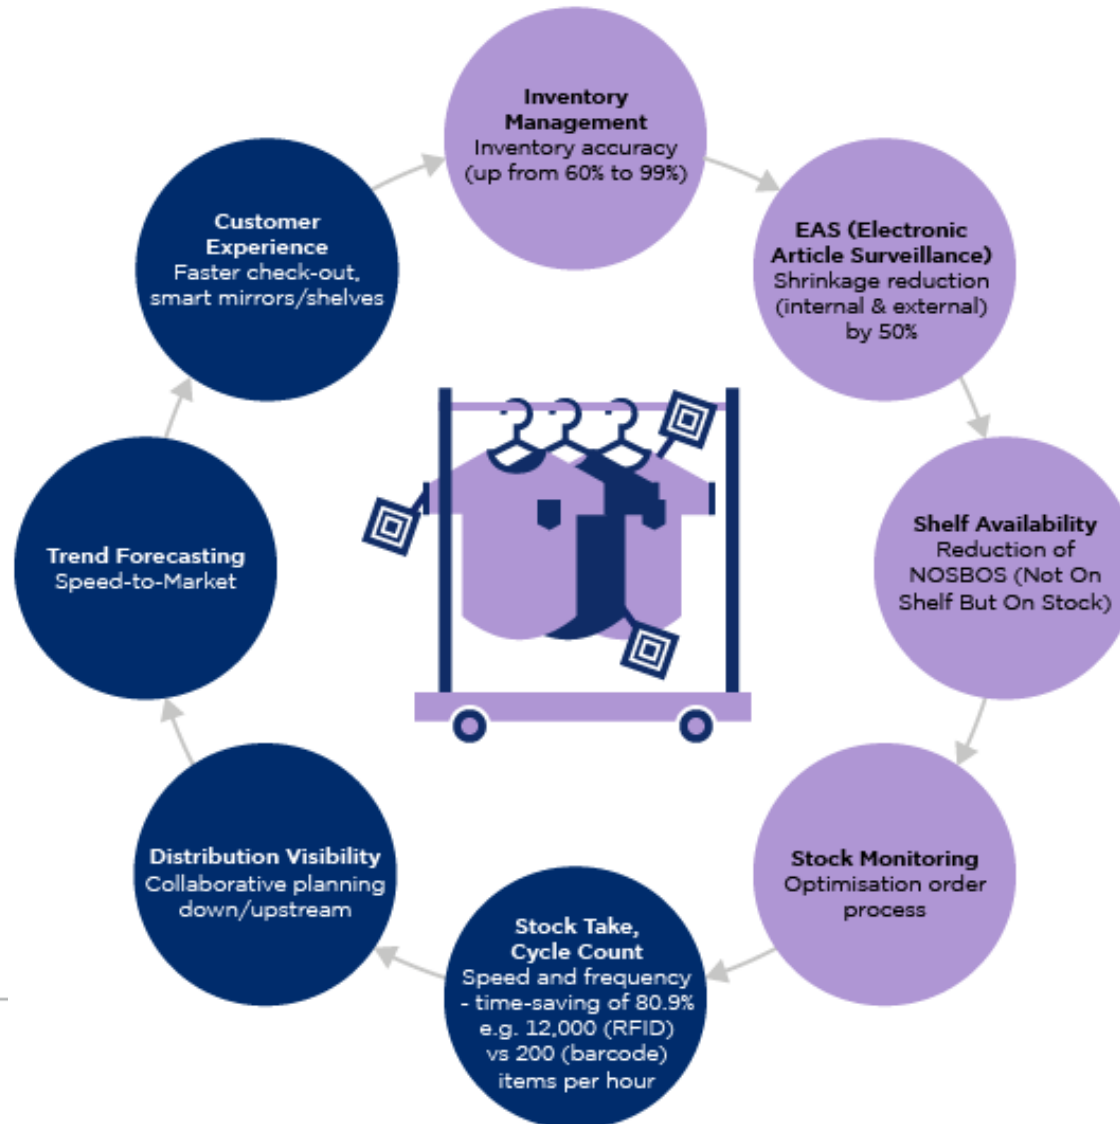 Inventory
Management
Inventory accuracy
(up from 60% to 99%)
EAS (Electronic
Article Surveillance)
Shrinkage reduction
(internal & external)
by 50%
Shelf Availability
Reduction of
NOSBOS (Not On
Shelf But On Stock)
Stock Monitoring
Optimisation order
process
Stock Take,
Cycle Count
Speed and frequency
- time-saving of 80.9%
e.g. 12,000 (RFID)
vs 200 (barcode)
items per hour
Distribution Visibility
Collaborative planning
down/upstream
Trend Forecasting
Speed-to-Market
Customer
Experience
Faster check-out,
smart mirrors/shelves